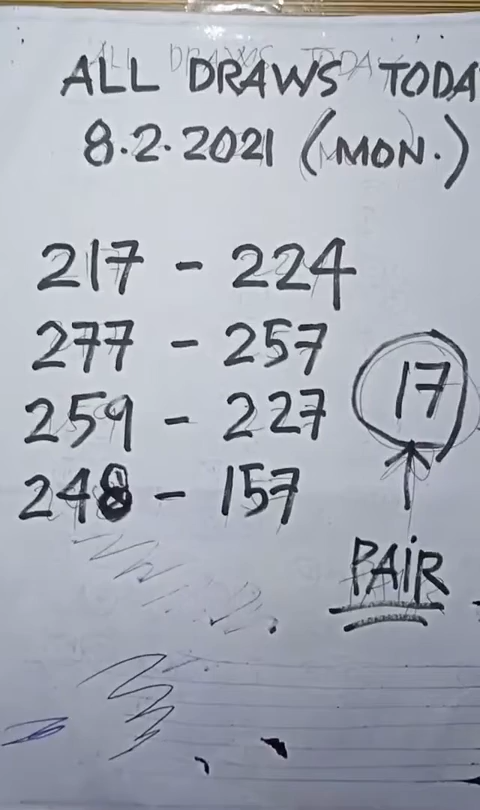 ALL DRAWS TODA
8.2.2021 (MON.)
217 - 224
277 - 257
259 - 227
248 - 157
17
PAIR